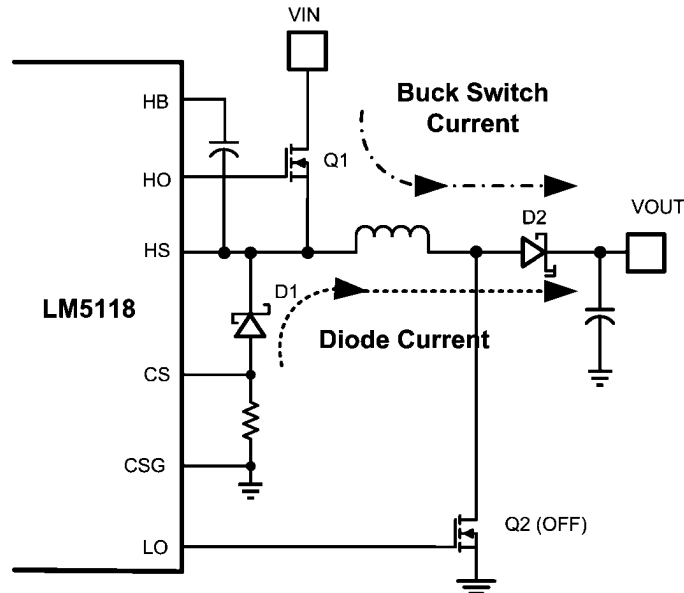 VIN
HB
Buck Switch
Current
Q1
HO
D2
VOUT
HS
D1
LM5118
Diode Current
CS
CSG
Q2 (OFF)
LO